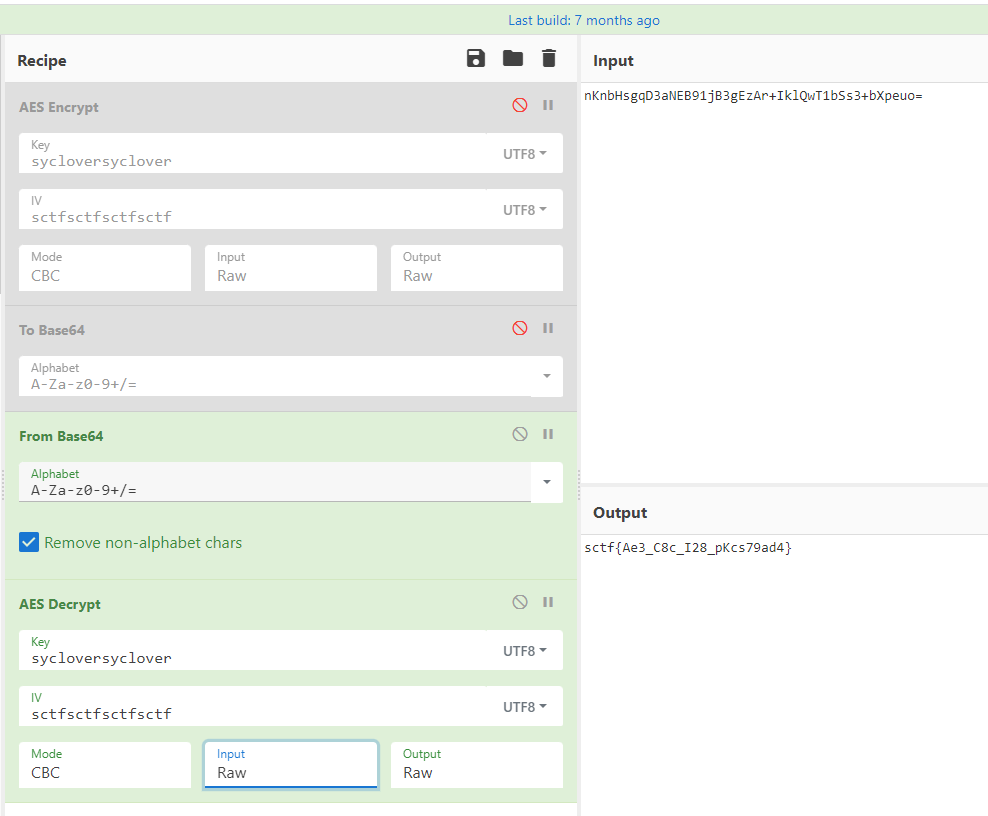 Last build: 7 months ago
Recipe
AES Encrypt
Key
sycloversyclover
UTF8
IV
sctfsctfsctfsctf
UTF8
Mode
CBC
Input
Raw
Output
Raw
To Base64
Alphabet
A-Za-z0-9+/=
From Base64
Alphabet
A-Za-z0-9+/=
Remove non-alphabet chars
AES Decrypt
Key
sycloversyclover
UTF8
IV
sctfsctfsctfsctf
UTF8
Mode
CBC
Input
Raw
Output
Raw
Input
nKnbHsgqD3aNEB91jB3gEzAr+IklQwT1bSs3+bXpeuo=
Output
sctf{Ae3_C8c_I28_pKcs79ad4}